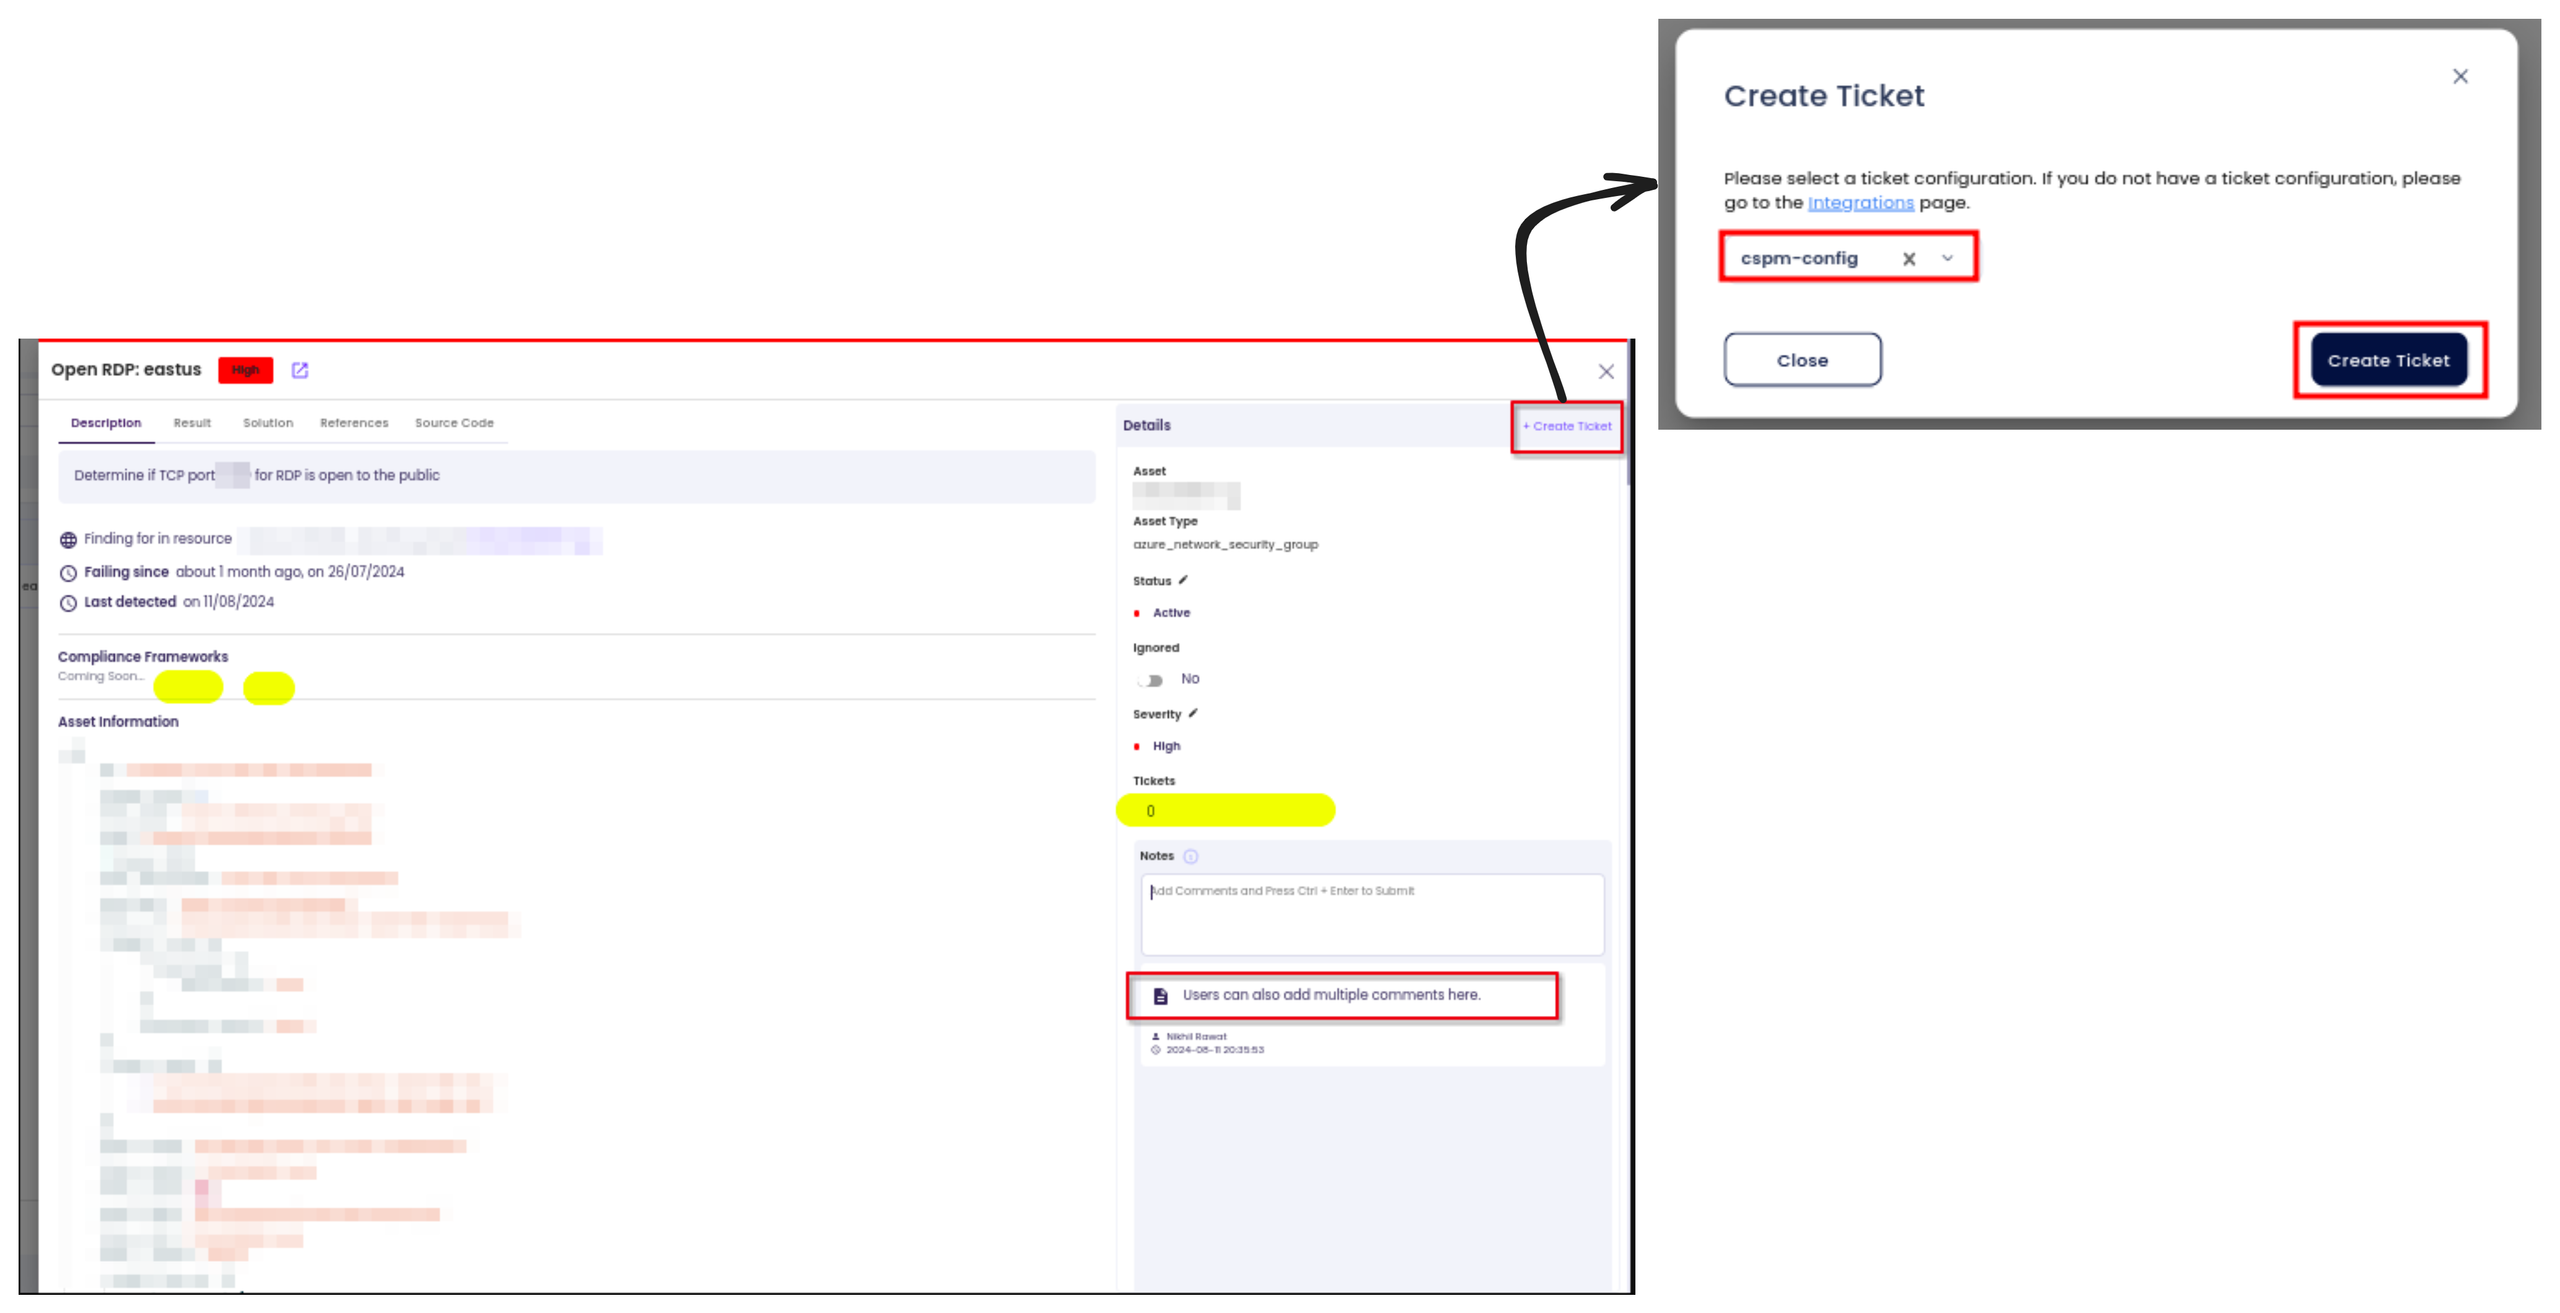 Create Ticket
Please select a ticket configuration. If you do not have a ticket configuration, please
go to the Integrations page.
cspm-config
Close
Create Ticket
Open RDP: eastus
High
Description
Result
Solution
References
Source Code
Determine if TCP port
for RDP is open to the public
Finding for in resource
Failing since about 1 month ago, on 26/07/2024
Last detected on 11/08/2024
Compliance Frameworks
Coming Soon...
Asset Information
Details
+ Create Ticket
Asset
Asset Type
azure_network_security_group
Status
Active
Ignored
No
Severity
High
Tickets
0
Notes
Add Comments and Press Ctrl + Enter to Submit
Users can also add multiple comments here.
Nikhil Rawat
2024-08-11 20:35:53
ea